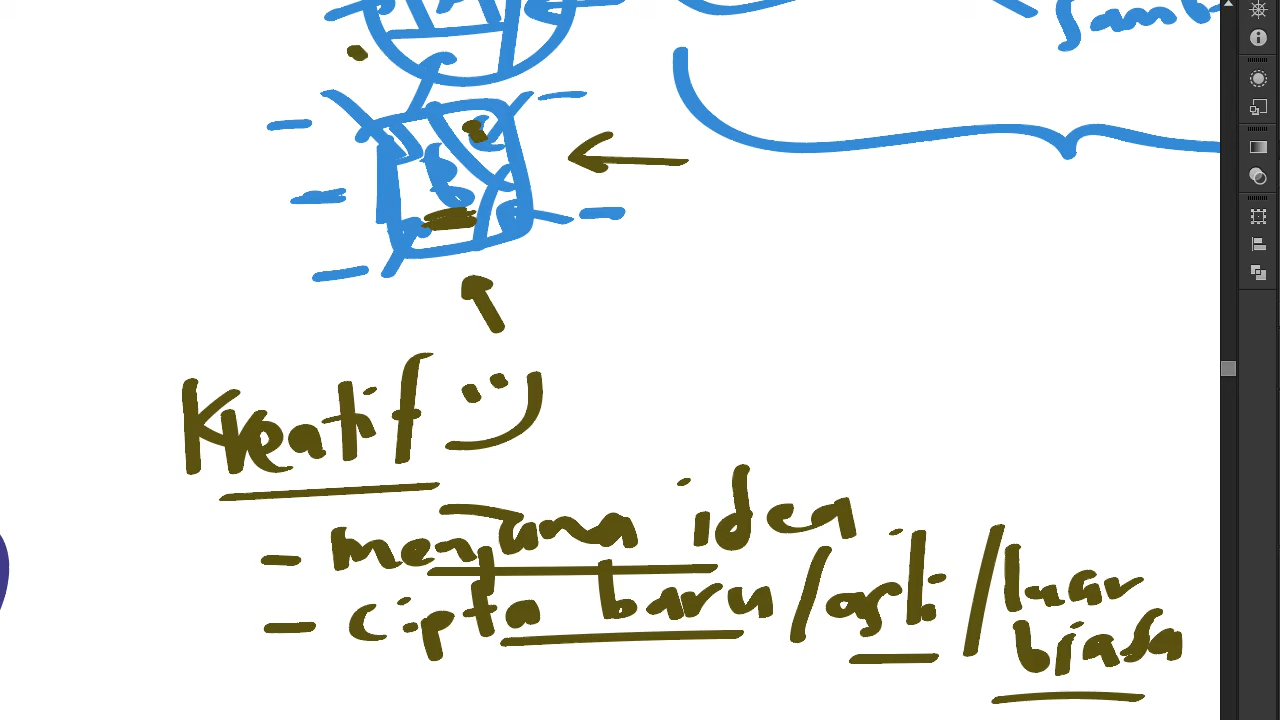 Kreatif
- menjana idea
- cipta baru / asli / luar
biasa